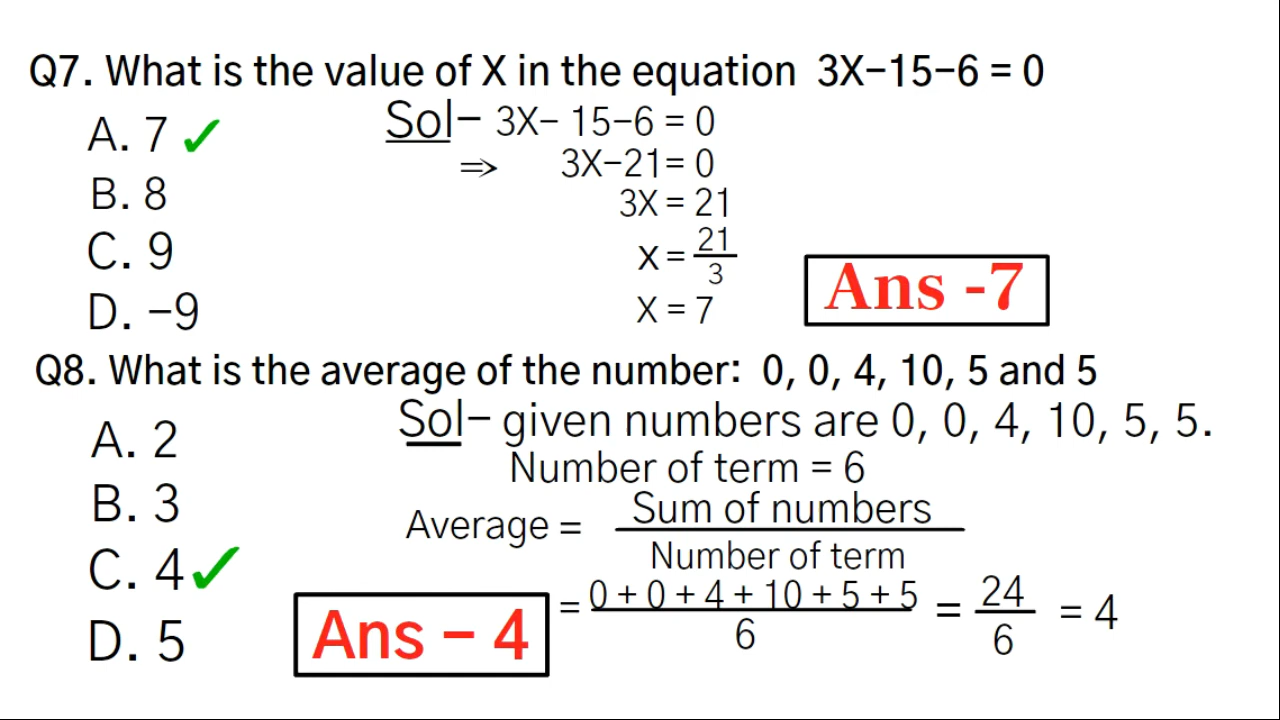 Q7. What is the value of X in the equation 3X−15−6 = 0
A. 7 ✓
B. 8
C. 9
D. −9
Sol− 3X− 15−6 = 0
⇒ 3X−21= 0
3X = 21
x = 21/3
X = 7
Ans -7
Q8. What is the average of the number: 0, 0, 4, 10, 5 and 5
A. 2
B. 3
C. 4 ✓
D. 5
Sol− given numbers are 0, 0, 4, 10, 5, 5.
Number of term = 6
Average = Sum of numbers / Number of term
= 0 + 0 + 4 + 10 + 5 + 5 / 6 = 24/6 = 4
Ans − 4